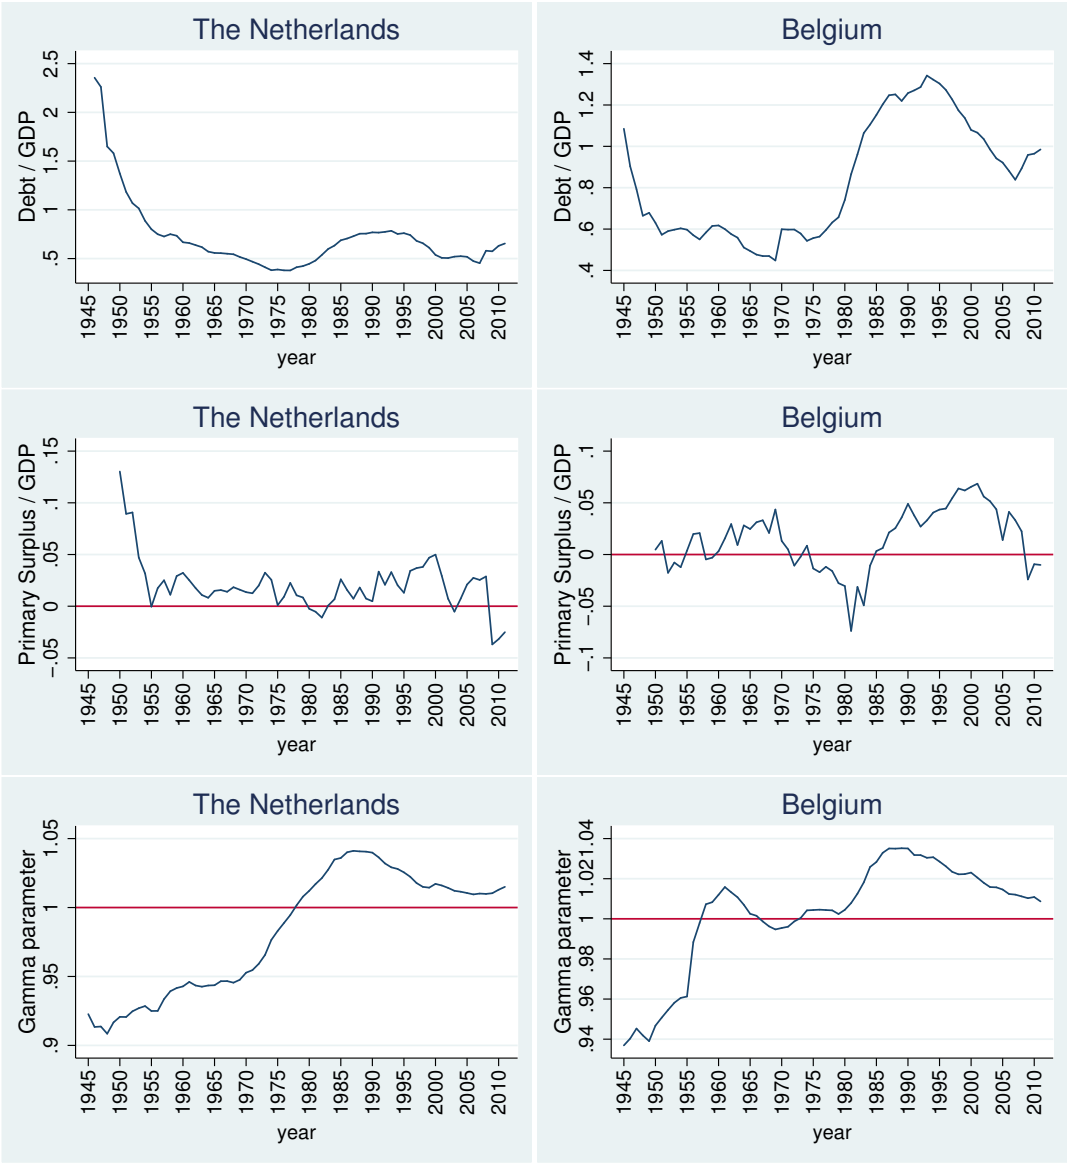 The Netherlands
Debt / GDP
2.5
2
1.5
1
.5
1945 1950 1955 1960 1965 1970 1975 1980 1985 1990 1995 2000 2005 2010
year
Belgium
Debt / GDP
1.4
1.2
1
.8
.6
.4
1945 1950 1955 1960 1965 1970 1975 1980 1985 1990 1995 2000 2005 2010
year
The Netherlands
Primary Surplus / GDP
.15
.1
.05
0
-.05
1945 1950 1955 1960 1965 1970 1975 1980 1985 1990 1995 2000 2005 2010
year
Belgium
Primary Surplus / GDP
.1
.05
0
-.05
-.1
1945 1950 1955 1960 1965 1970 1975 1980 1985 1990 1995 2000 2005 2010
year
The Netherlands
Gamma parameter
1.05
1
.95
.9
1945 1950 1955 1960 1965 1970 1975 1980 1985 1990 1995 2000 2005 2010
year
Belgium
Gamma parameter
1.04
1.02
1
.98
.96
.94
1945 1950 1955 1960 1965 1970 1975 1980 1985 1990 1995 2000 2005 2010
year